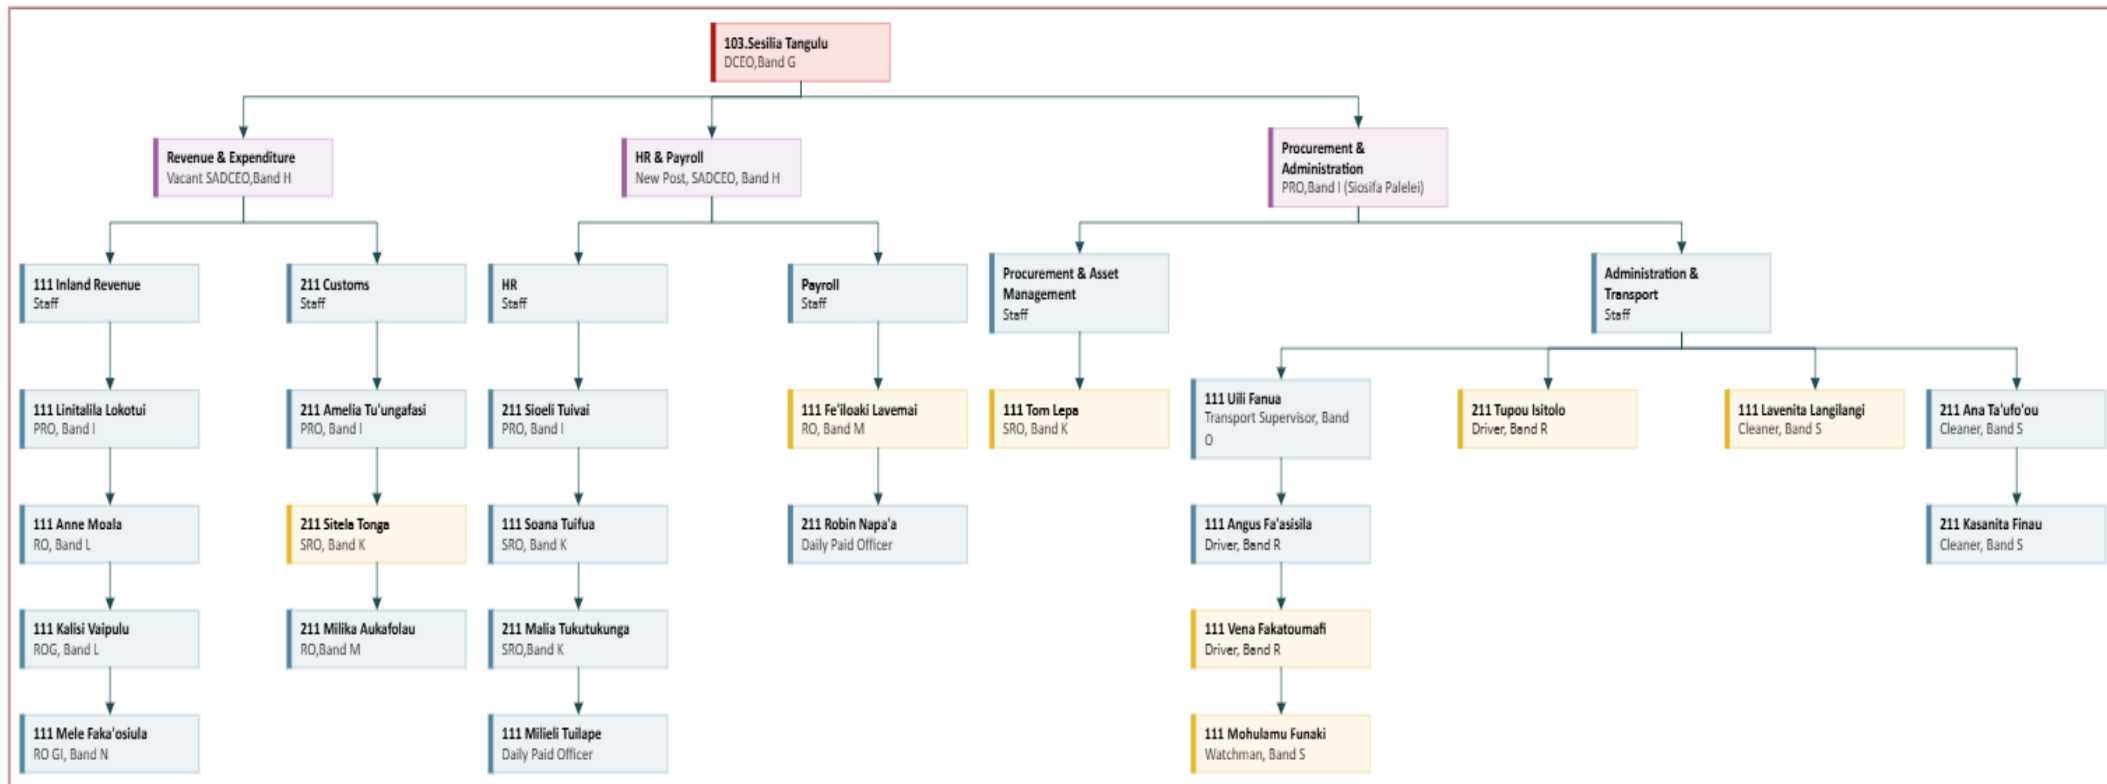 103.Sesilia Tangulu
DCEO,Band G
Revenue & Expenditure
Vacant SADCEO,Band H
HR & Payroll
New Post, SADCEO, Band H
Procurement &
Administration
PRO,Band I (Siosifa Palelei)
111 Inland Revenue
Staff
211 Customs
Staff
HR
Staff
Payroll
Staff
Procurement & Asset
Management
Staff
Administration &
Transport
Staff
111 Linitalila Lokotui
PRO, Band I
211 Amelia Tu'ungafasi
PRO, Band I
211 Sioeli Tuivai
PRO, Band I
111 Fe'iloaki Lavemai
RO, Band M
111 Tom Lepa
SRO, Band K
111 Uili Fanua
Transport Supervisor, Band
O
211 Tupou Isitolo
Driver, Band R
111 Lavenita Langilangi
Cleaner, Band S
211 Ana Ta'ufo'ou
Cleaner, Band S
111 Anne Moala
RO, Band L
211 Sitela Tonga
SRO, Band K
111 Soana Tuifua
SRO, Band K
211 Robin Napa'a
Daily Paid Officer
111 Angus Fa'asisila
Driver, Band R
211 Kasanita Finau
Cleaner, Band S
111 Kalisi Vaipulu
ROG, Band L
211 Milika Aukafolau
RO,Band M
211 Malia Tukutukunga
SRO,Band K
111 Vena Fakatoumafi
Driver, Band R
111 Mele Faka'osiula
RO GI, Band N
111 Milieli Tuilape
Daily Paid Officer
111 Mohulamu Funaki
Watchman, Band S